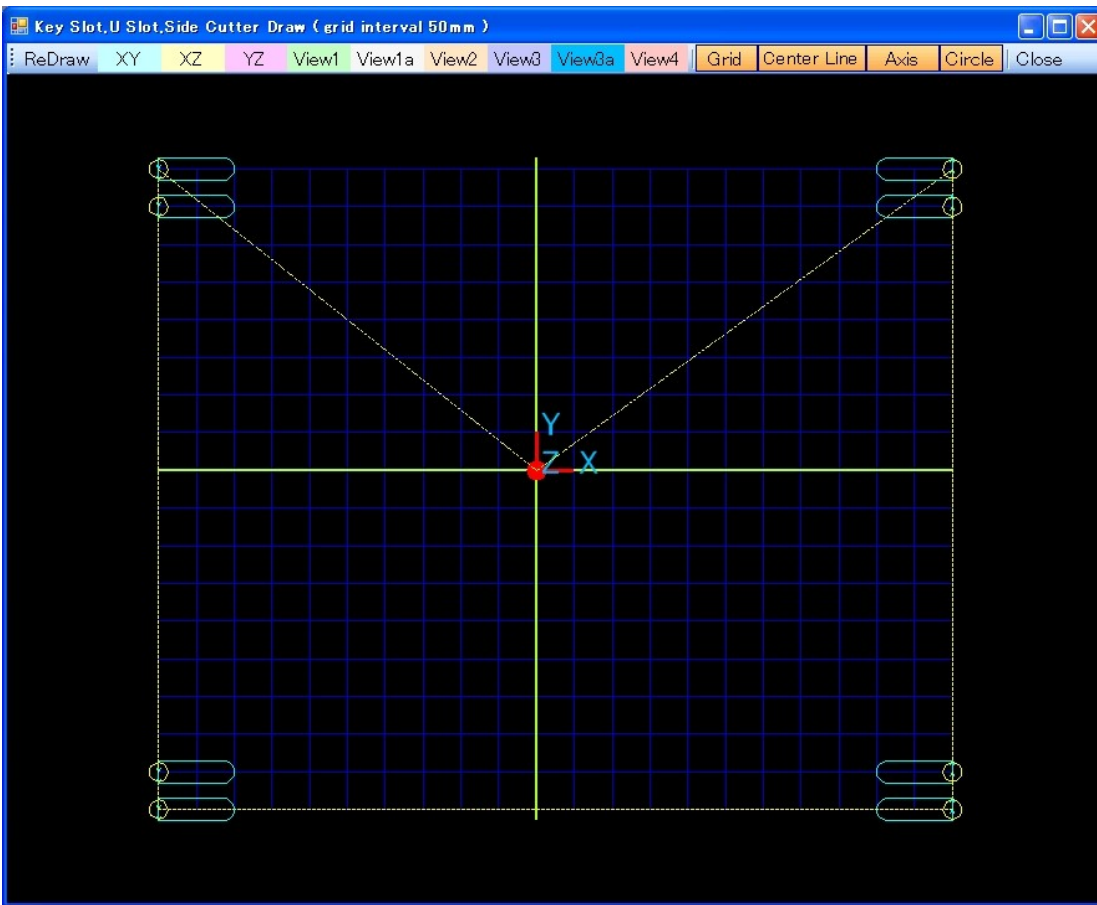 Key Slot,U Slot,Side Cutter Draw ( grid interval 50mm )
ReDraw XY XZ YZ View1 View1a View2 View3 View3a View4 Grid Center Line Axis Circle Close
Y
Z X